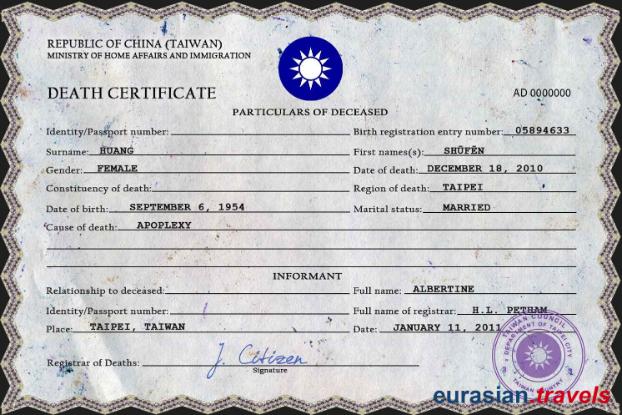 REPUBLIC OF CHINA (TAIWAN)
MINISTRY OF HOME AFFAIRS AND IMMIGRATION
DEATH CERTIFICATE
AD 0000000
PARTICULARS OF DECEASED
Identity/Passport number: Birth registration entry number: 05894633
Surname: HUANG First names(s): SHŪFĒN
Gender: FEMALE Date of death: DECEMBER 18, 2010
Constituency of death: Region of death: TAIPEI
Date of birth: SEPTEMBER 6, 1954 Marital status: MARRIED
Cause of death: APOPLEXY
INFORMANT
Relationship to deceased: Full name: ALBERTINE
Identity/Passport number: Full name of registrar: H.L. PETHAM
Place: TAIPEI, TAIWAN Date: JANUARY 11, 2011
Registrar of Deaths: J. Citizen
Signature
TAIWAN COUNCIL
DEPARTMENT OF TAIPEI CITY
TAIWAN COUNTRY
eurasian.travels